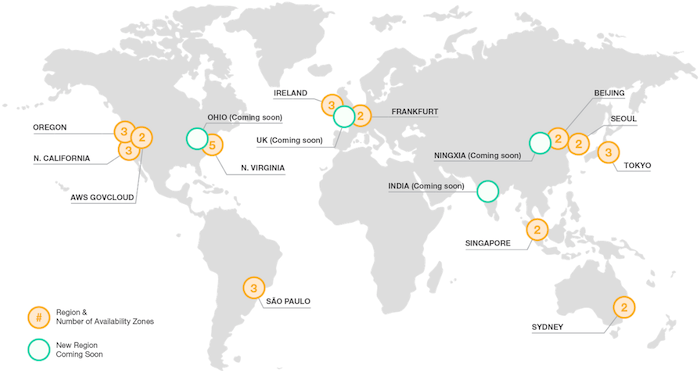 IRELAND
3
2
FRANKFURT
BEIJING
SEOUL
OHIO (Coming soon)
OREGON
3
2
5
UK (Coming soon)
2
2
3
N. CALIFORNIA
3
N. VIRGINIA
NINGXIA (Coming soon)
TOKYO
AWS GOVCLOUD
INDIA (Coming soon)
2
SINGAPORE
3
SÃO PAULO
2
SYDNEY
# Region &
Number of Availability Zones
New Region
Coming Soon